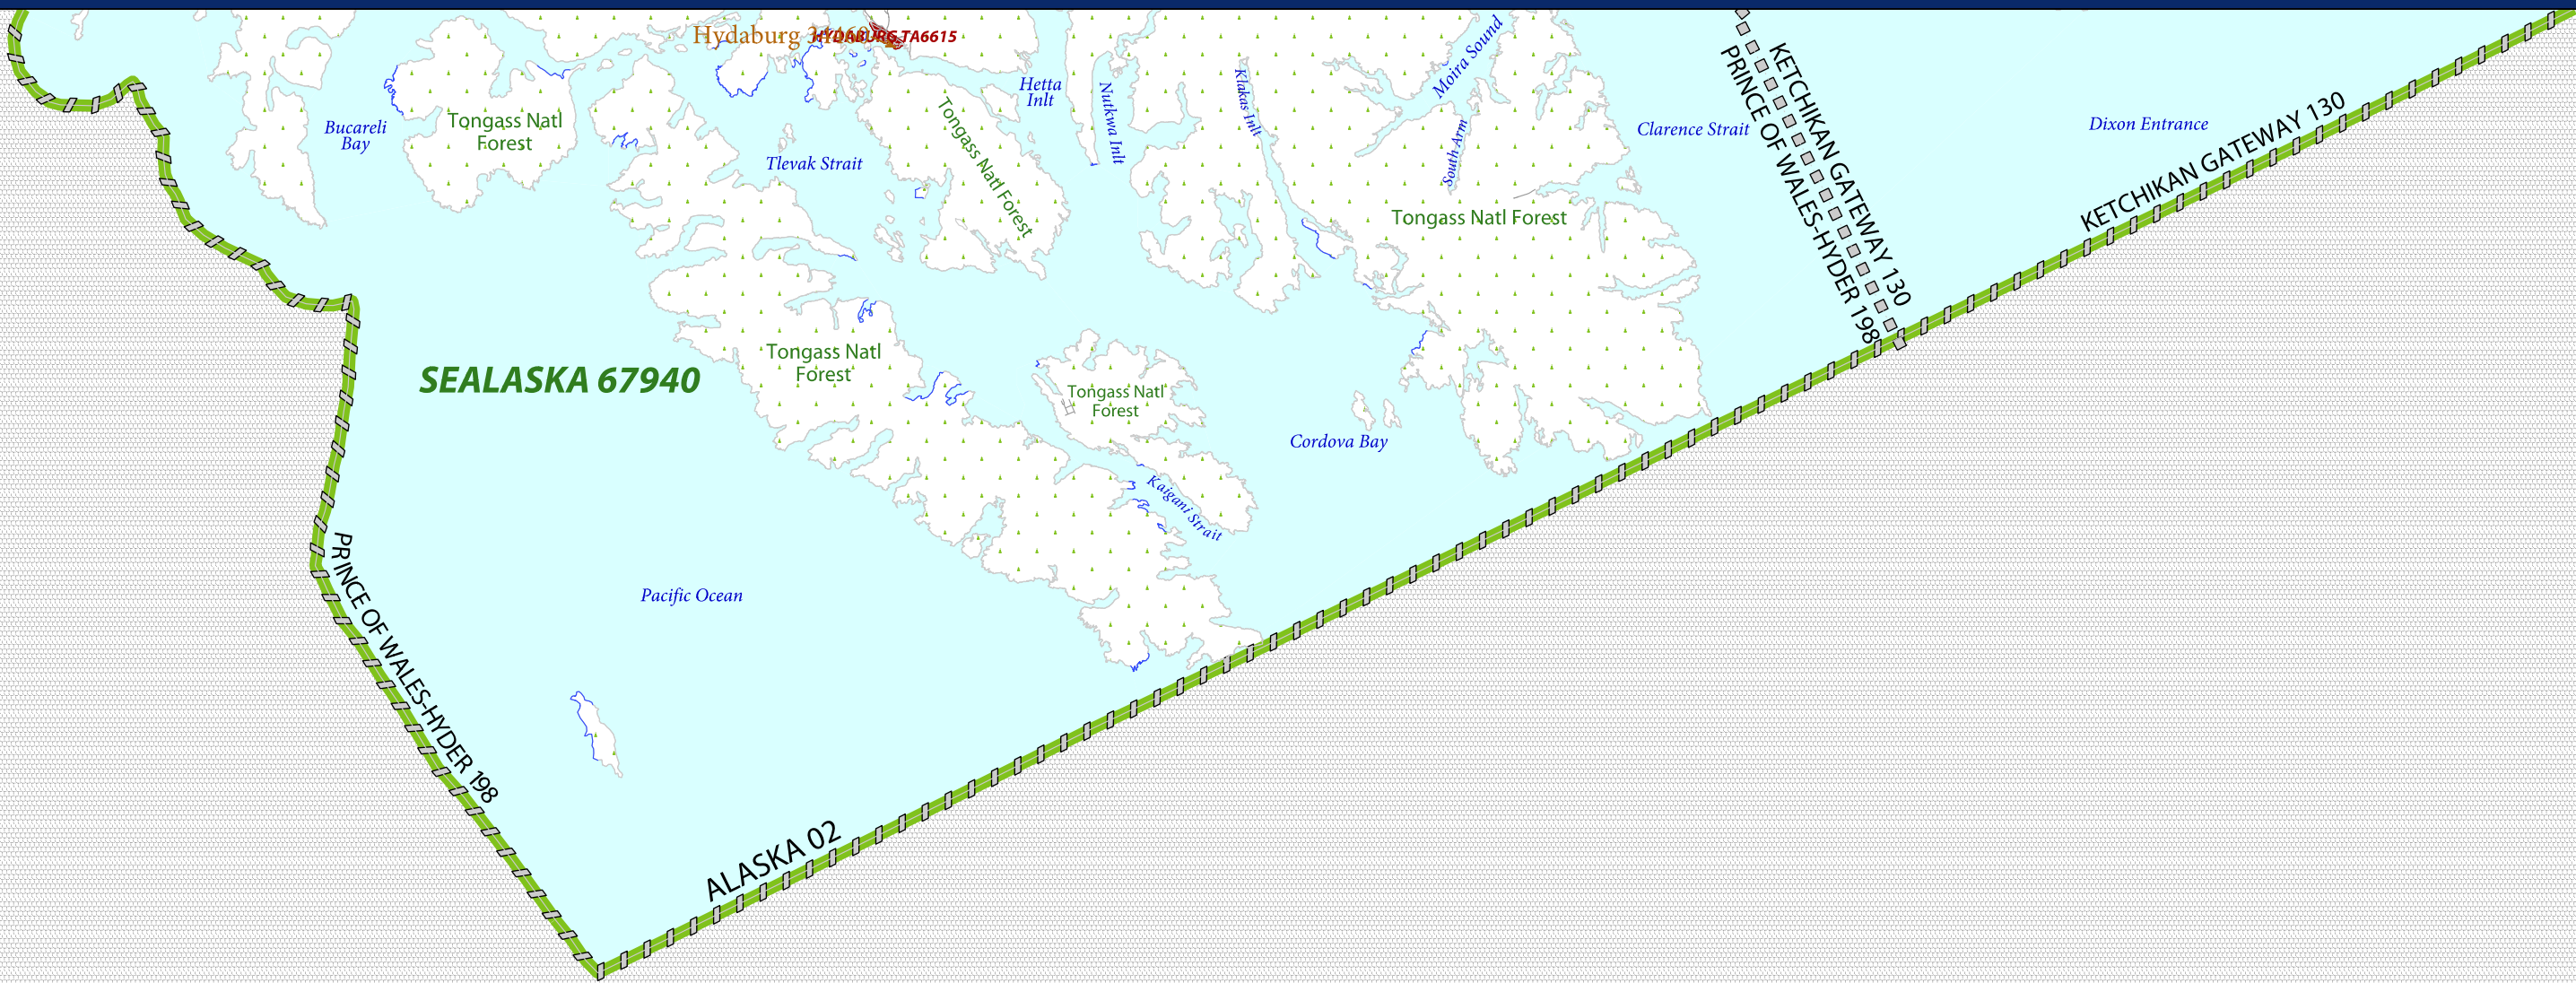 Hydaburg
HYDABURG TA6615
Hetta
Inlt
Nutkwa Inlt
Klakas Inlt
Moira Sound
South Arm
Clarence Strait
KETCHIKAN GATEWAY 130
PRINCE OF WALES-HYDER 198
Dixon Entrance
KETCHIKAN GATEWAY 130
Bucareli
Bay
Tongass Natl
Forest
Tlevak Strait
Tongass Natl Forest
Tongass Natl Forest
SEALASKA 67940
Tongass Natl
Forest
Tongass Natl
Forest
Cordova Bay
Kaigani Strait
PRINCE OF WALES-HYDER 198
Pacific Ocean
ALASKA 02